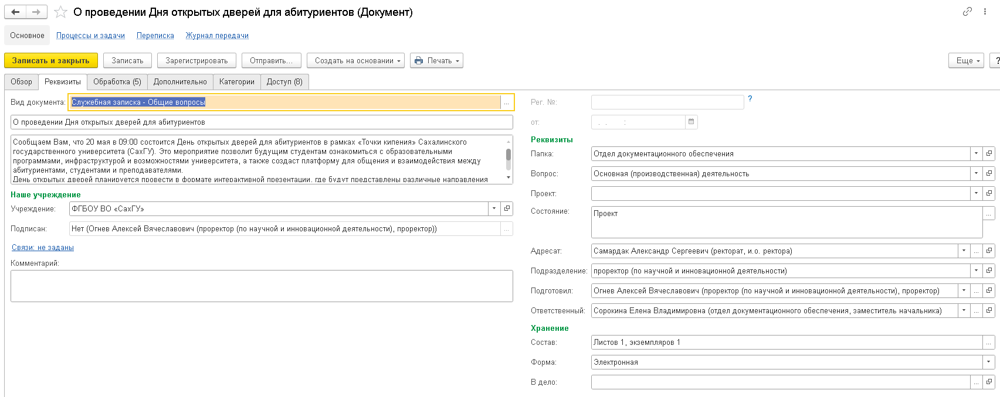 О проведении Дня открытых дверей для абитуриентов (Документ)
Основное Процессы и задачи Переписка Журнал передачи
Записать и закрыть Записать Зарегистрировать Отправить... Создать на основании Печать Еще ?
Обзор Реквизиты Обработка (5) Дополнительно Категории Доступ (8)
Вид документа: Служебная записка - Общие вопросы ...
О проведении Дня открытых дверей для абитуриентов
Сообщаем Вам, что 20 мая в 09:00 состоится День открытых дверей для абитуриентов в рамках «Точки кипения» Сахалинского
государственного университета (СахГУ). Это мероприятие позволит будущим студентам ознакомиться с образовательными
программами, инфраструктурой и возможностями университета, а также создаст платформу для общения и взаимодействия между
абитуриентами, студентами и преподавателями.
День открытых дверей планируется провести в формате интерактивной презентации, где будут представлены различные направления
Наше учреждение
Учреждение: ФГБОУ ВО «СахГУ»
Подписан: Нет (Огнев Алексей Вячеславович (проректор (по научной и инновационной деятельности), проректор)) ...
Связи: не заданы
Комментарий:
Рег. №: ?
от: . . :
Реквизиты
Папка: Отдел документационного обеспечения
Вопрос: Основная (производственная) деятельность
Проект:
Состояние: Проект ...
Адресат: Самардак Александр Сергеевич (ректорат, и.о. ректора) ...
Подразделение: проректор (по научной и инновационной деятельности)
Подготовил: Огнев Алексей Вячеславович (проректор (по научной и инновационной деятельности), проректор) ...
Ответственный: Сорокина Елена Владимировна (отдел документационного обеспечения, заместитель начальника) ...
Хранение
Состав: Листов 1, экземпляров 1 ...
Форма: Электронная
В дело: ...